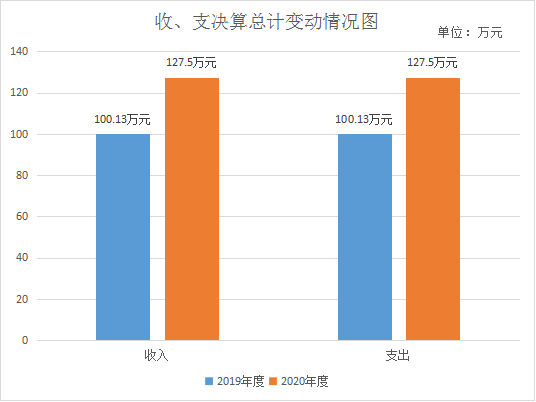 收、支决算总计变动情况图
单位：万元
140
120
100
80
60
40
20
0
100.13万元
127.5万元
100.13万元
127.5万元
收入
支出
2019年度
2020年度